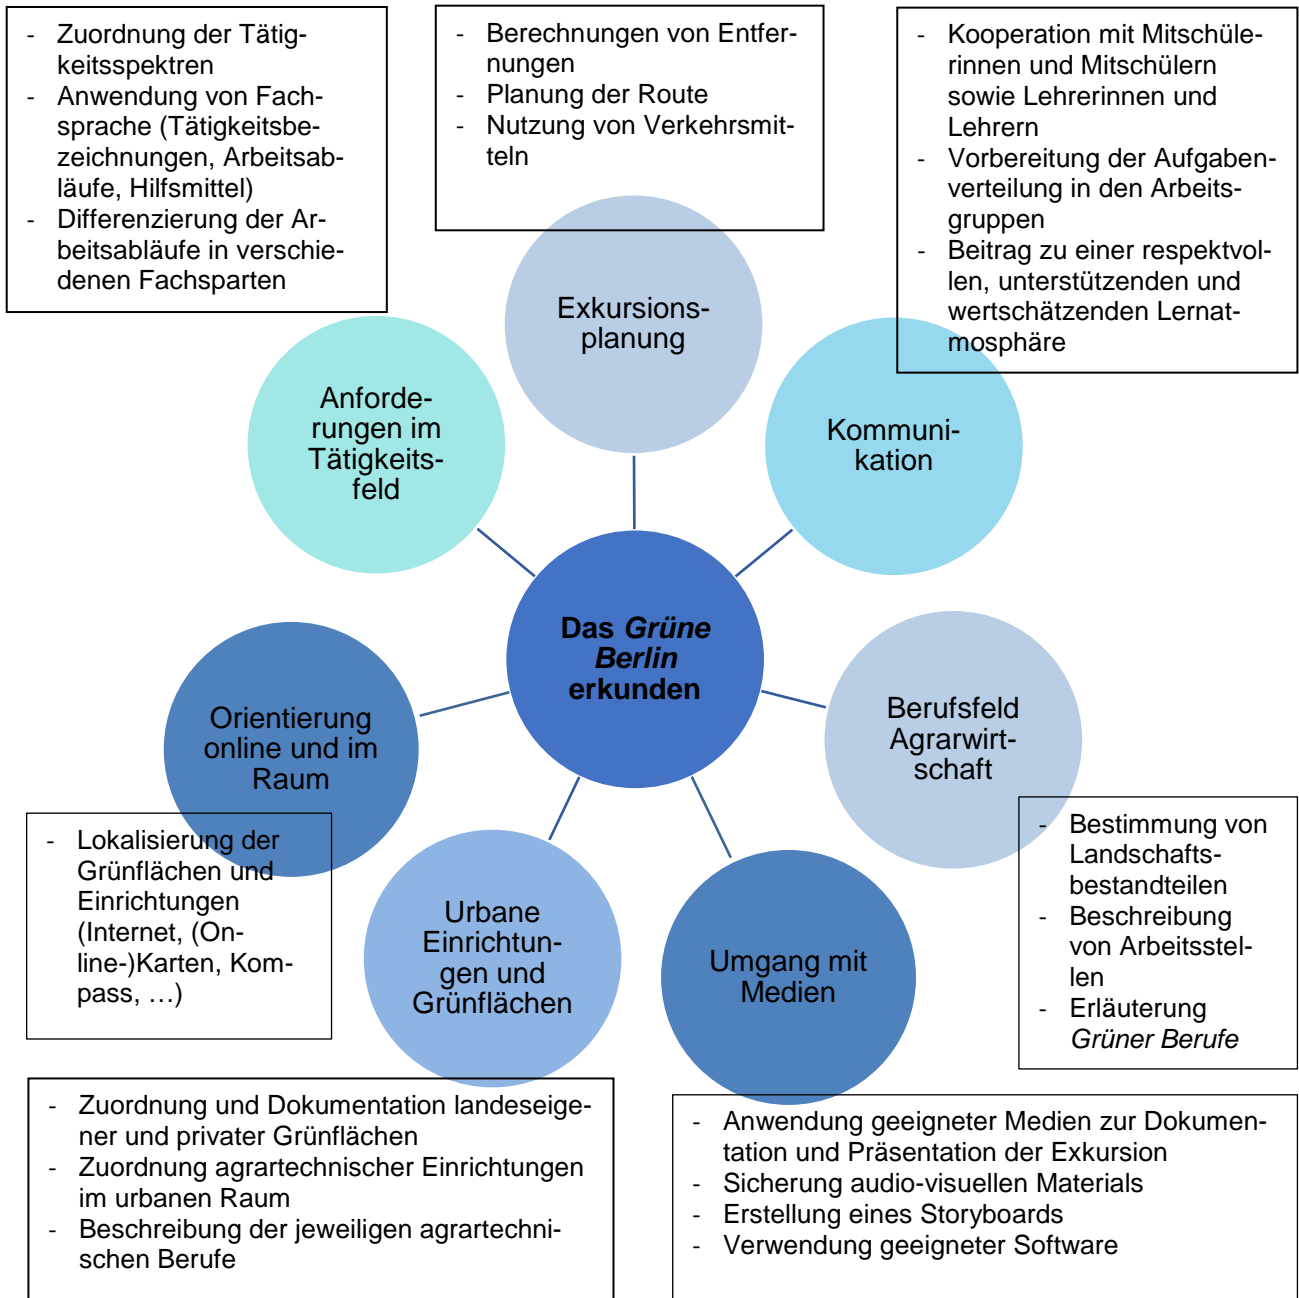 - Zuordnung der Tätig-
keitsspektren
- Anwendung von Fach-
sprache (Tätigkeitsbe-
zeichnungen, Arbeitsab-
läufe, Hilfsmittel)
- Differenzierung der Ar-
beitsabläufe in verschie-
denen Fachsparten
- Berechnungen von Entfer-
nungen
- Planung der Route
- Nutzung von Verkehrsmit-
teln
- Kooperation mit Mitschüle-
rinnen und Mitschülern
sowie Lehrerinnen und
Lehrern
- Vorbereitung der Aufgaben-
verteilung in den Arbeits-
gruppen
- Beitrag zu einer respektvol-
len, unterstützenden und
wertschätzenden Lernat-
mosphäre
Exkursions-
planung
Anforde-
rungen im
Tätigkeits-
feld
Kommuni-
kation
Das Grüne
Berlin
erkunden
Orientierung
online und im
Raum
Berufsfeld
Agrarwirt-
schaft
- Lokalisierung der
Grünflächen und
Einrichtungen
(Internet, (On-
line-)Karten, Kom-
pass, …)
Urbane
Einrichtun-
gen und
Grünflächen
Umgang mit
Medien
- Bestimmung von
Landschafts-
bestandteilen
- Beschreibung
von Arbeitsstel-
len
- Erläuterung
Grüner Berufe
- Zuordnung und Dokumentation landeseige-
ner und privater Grünflächen
- Zuordnung agrartechnischer Einrichtungen
im urbanen Raum
- Beschreibung der jeweiligen agrartechni-
schen Berufe
- Anwendung geeigneter Medien zur Dokumen-
tation und Präsentation der Exkursion
- Sicherung audio-visuellen Materials
- Erstellung eines Storyboards
- Verwendung geeigneter Software